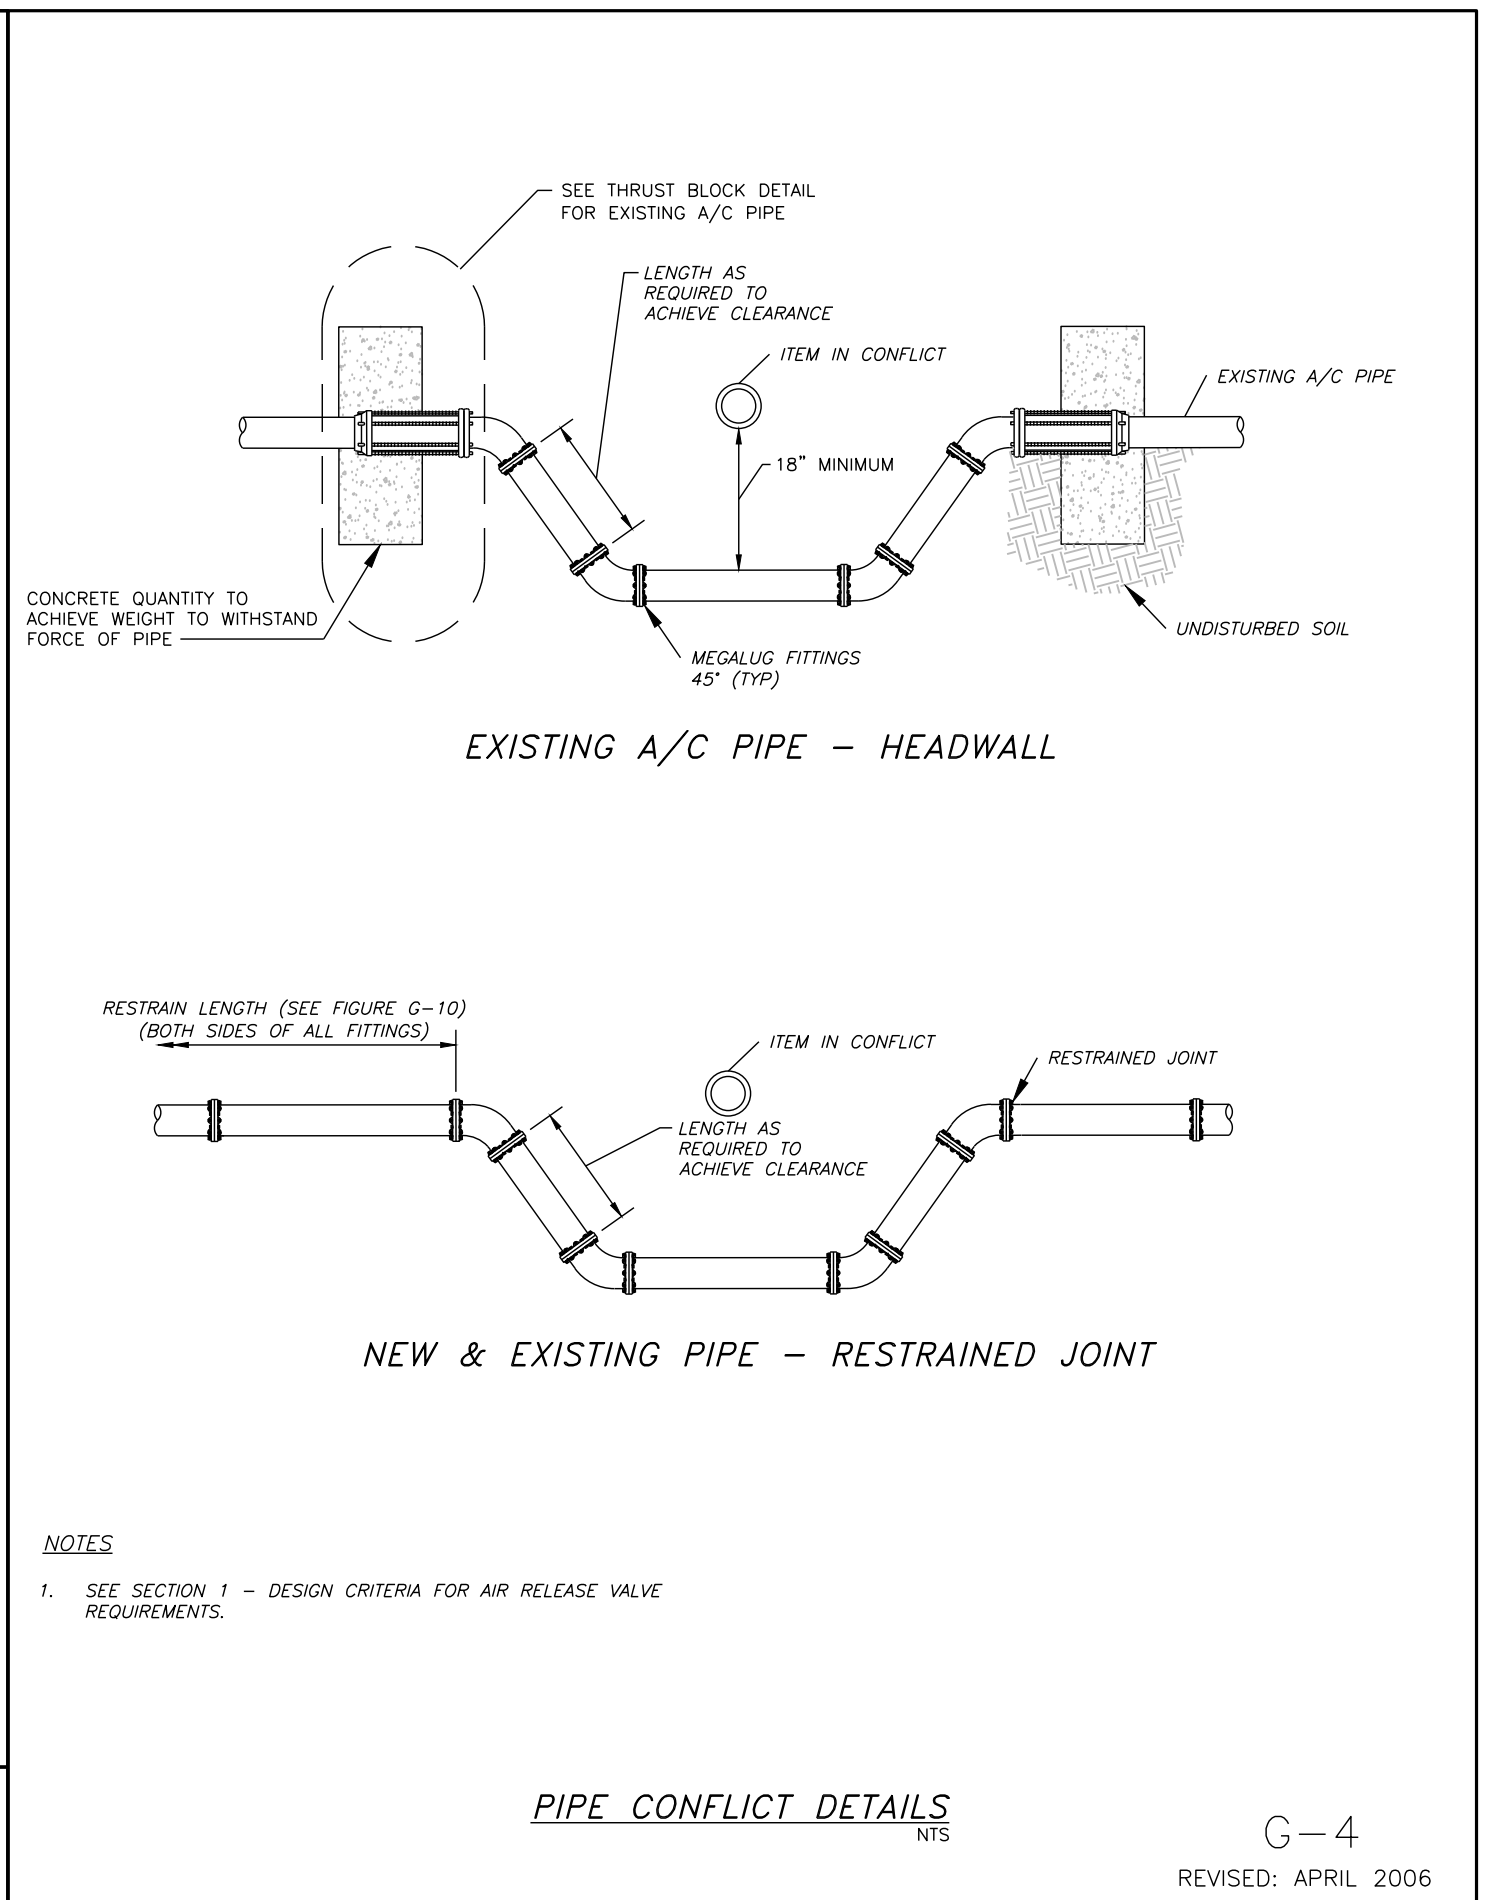 SEE THRUST BLOCK DETAIL
FOR EXISTING A/C PIPE
LENGTH AS
REQUIRED TO
ACHIEVE CLEARANCE
ITEM IN CONFLICT
EXISTING A/C PIPE
18" MINIMUM
CONCRETE QUANTITY TO
ACHIEVE WEIGHT TO WITHSTAND
FORCE OF PIPE
UNDISTURBED SOIL
MEGALUG FITTINGS
45° (TYP)
EXISTING A/C PIPE – HEADWALL
RESTRAIN LENGTH (SEE FIGURE G–10)
(BOTH SIDES OF ALL FITTINGS)
ITEM IN CONFLICT
RESTRAINED JOINT
LENGTH AS
REQUIRED TO
ACHIEVE CLEARANCE
NEW & EXISTING PIPE – RESTRAINED JOINT
NOTES
1. SEE SECTION 1 – DESIGN CRITERIA FOR AIR RELEASE VALVE
REQUIREMENTS.
PIPE CONFLICT DETAILS
NTS
G–4
REVISED: APRIL 2006